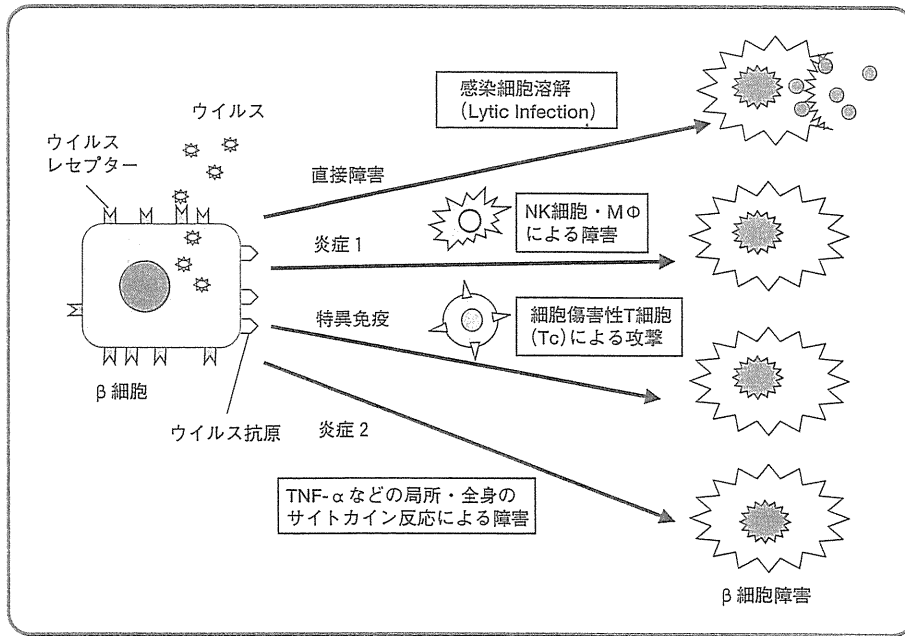 感染細胞溶解
(Lytic Infection)
ウイルス
ウイルス
レセプター
直接障害
NK細胞・MΦ
による障害
炎症1
特異免疫
細胞傷害性T細胞
(Tc)による攻撃
β細胞
ウイルス抗原
炎症2
TNF-αなどの局所・全身の
サイトカイン反応による障害
β細胞障害